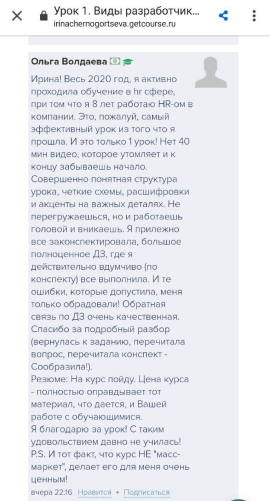 Урок 1. Виды разработчик...
irinachernogortseva.getcourse.ru
Ольга Волдаева
Ирина! Весь 2020 год, я активно
проходила обучение в hr сфере,
при том что я 8 лет работаю HR-ом в
компании. Это, пожалуй, самый
эффективный урок из того что я
прошла. И это только 1 урок! Нет 40
мин видео, которое утомляет и к
концу забываешь начало.
Совершенно понятная структура
урока, четкие схемы, расшифровки
и акценты на важных деталях. Не
перегружаешься, но и работаешь
головой и вникаешь. Я прилежно
все законспектировала, большое
полноценное ДЗ, где я
действительно вдумчиво (по
конспекту) все выполнила. И те
ошибки, которые допустила, меня
только обрадовали! Обратная
связь по ДЗ очень качественная.
Спасибо за подробный разбор
(вернулась к заданию, перечитала
вопрос, перечитала конспект -
Сообразила!).
Резюме: На курс пойду. Цена курса
- полностью оправдывает тот
материал, что дается, и Вашей
работе с обучающимися.
Я благодарю за урок! С таким
удовольствием давно не училась!
P.S. И тот факт, что курс НЕ "масс-
маркет", делает его для меня очень
ценным!
вчера 22:16 Нравится • Подписаться